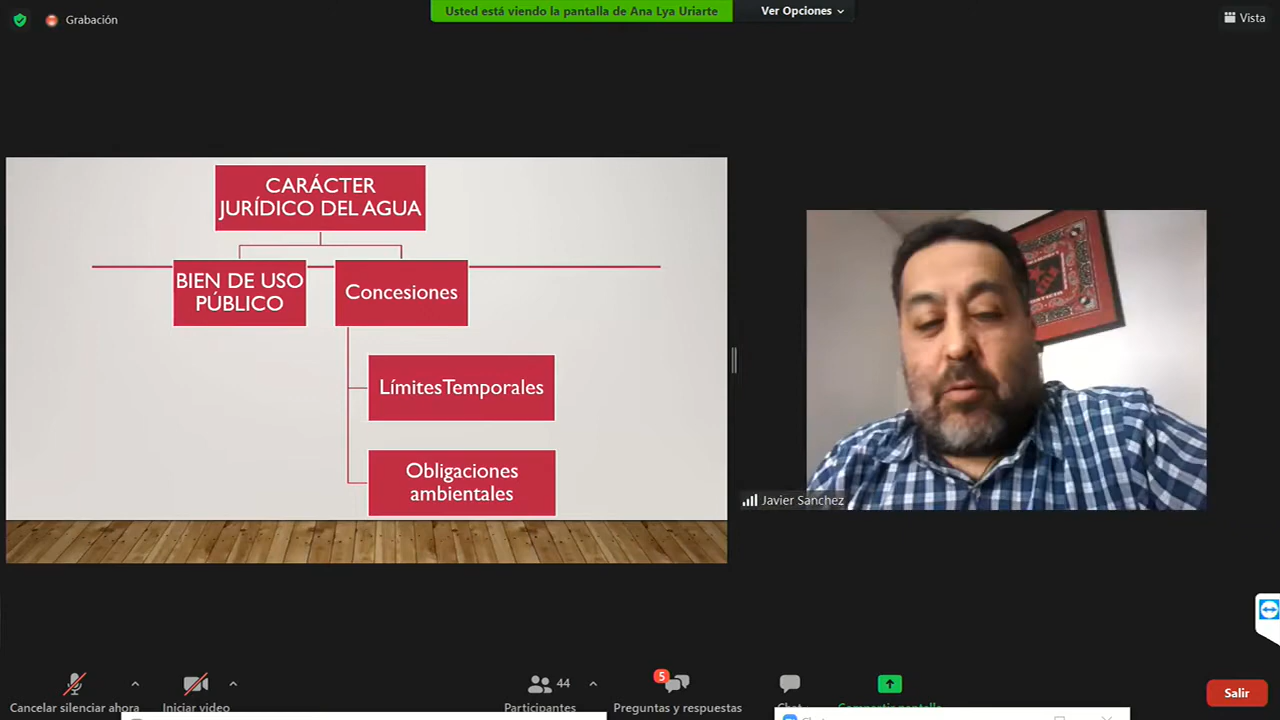 Usted está viendo la pantalla de Ana Lya Uriarte
Ver Opciones
Grabación
Vista
CARÁCTER
JURÍDICO DEL AGUA
BIEN DE USO
PÚBLICO
Concesiones
LímitesTemporales
Obligaciones
ambientales
Javier Sanchez
5
44
Cancelar silenciar ahora
Iniciar video
Participantes
Preguntas y respuestas
Salir